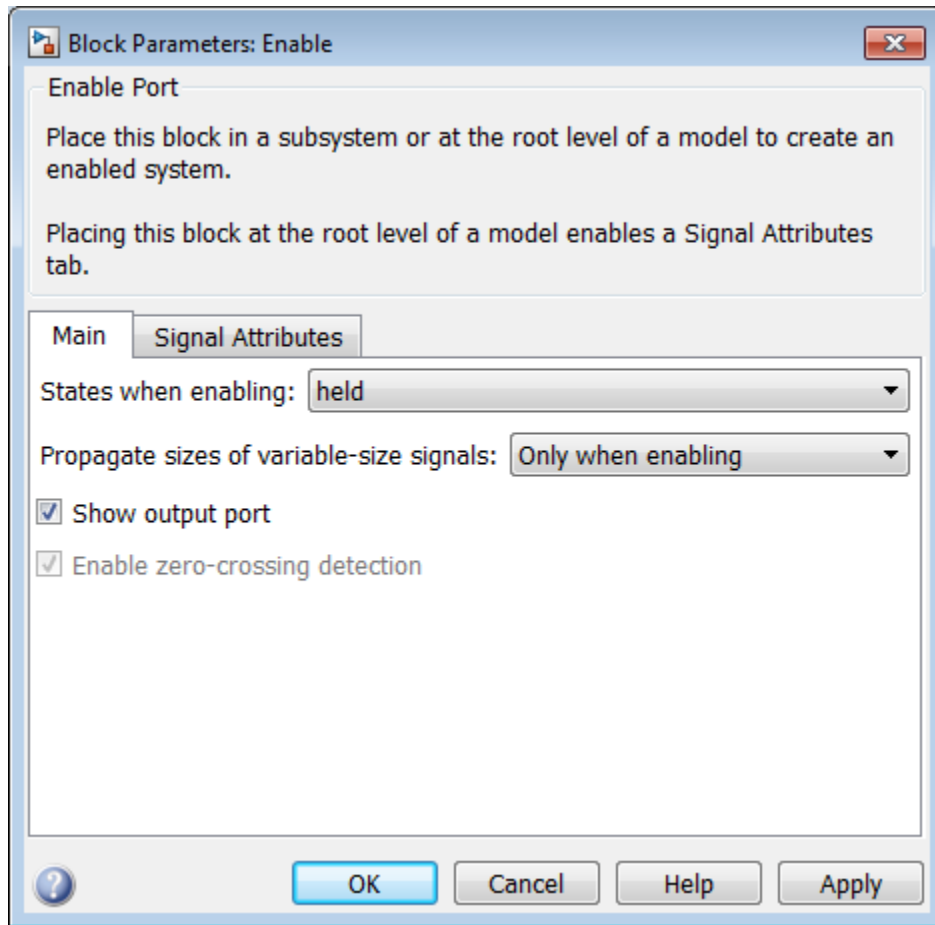 Block Parameters: Enable
Enable Port
Place this block in a subsystem or at the root level of a model to create an
enabled system.
Placing this block at the root level of a model enables a Signal Attributes
tab.
Main Signal Attributes
States when enabling: held
Propagate sizes of variable-size signals: Only when enabling
Show output port
Enable zero-crossing detection
? OK Cancel Help Apply